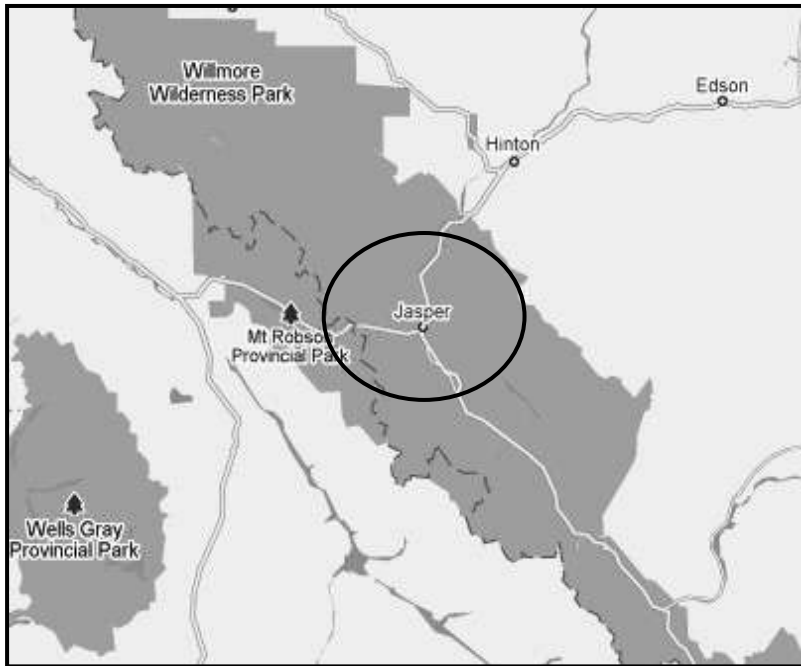 Willmore
Wilderness Park
Edson
Hinton
Jasper
Mt Robson
Provincial Park
Wells Gray
Provincial Park